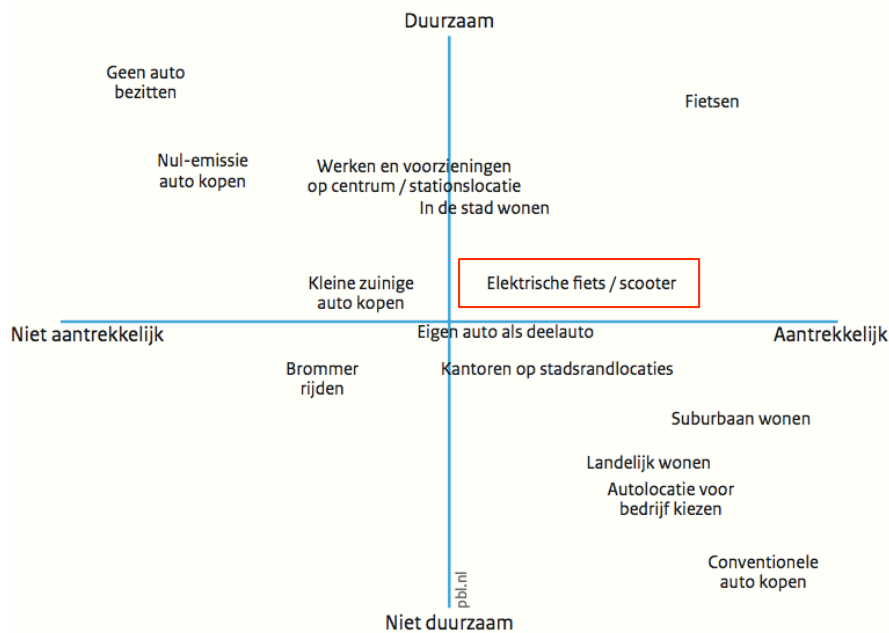 Duurzaam
Geen auto
bezitten
Fietsen
Nul-emissie
auto kopen
Werken en voorzieningen
op centrum / stationslocatie
In de stad wonen
Kleine zuinige
auto kopen
Elektrische fiets / scooter
Niet aantrekkelijk
Eigen auto als deelauto
Aantrekkelijk
Brommer
rijden
Kantoren op stadsrandlocaties
Suburbaan wonen
Landelijk wonen
Autolocatie voor
bedrijf kiezen
Conventionele
auto kopen
pbl.nl
Niet duurzaam